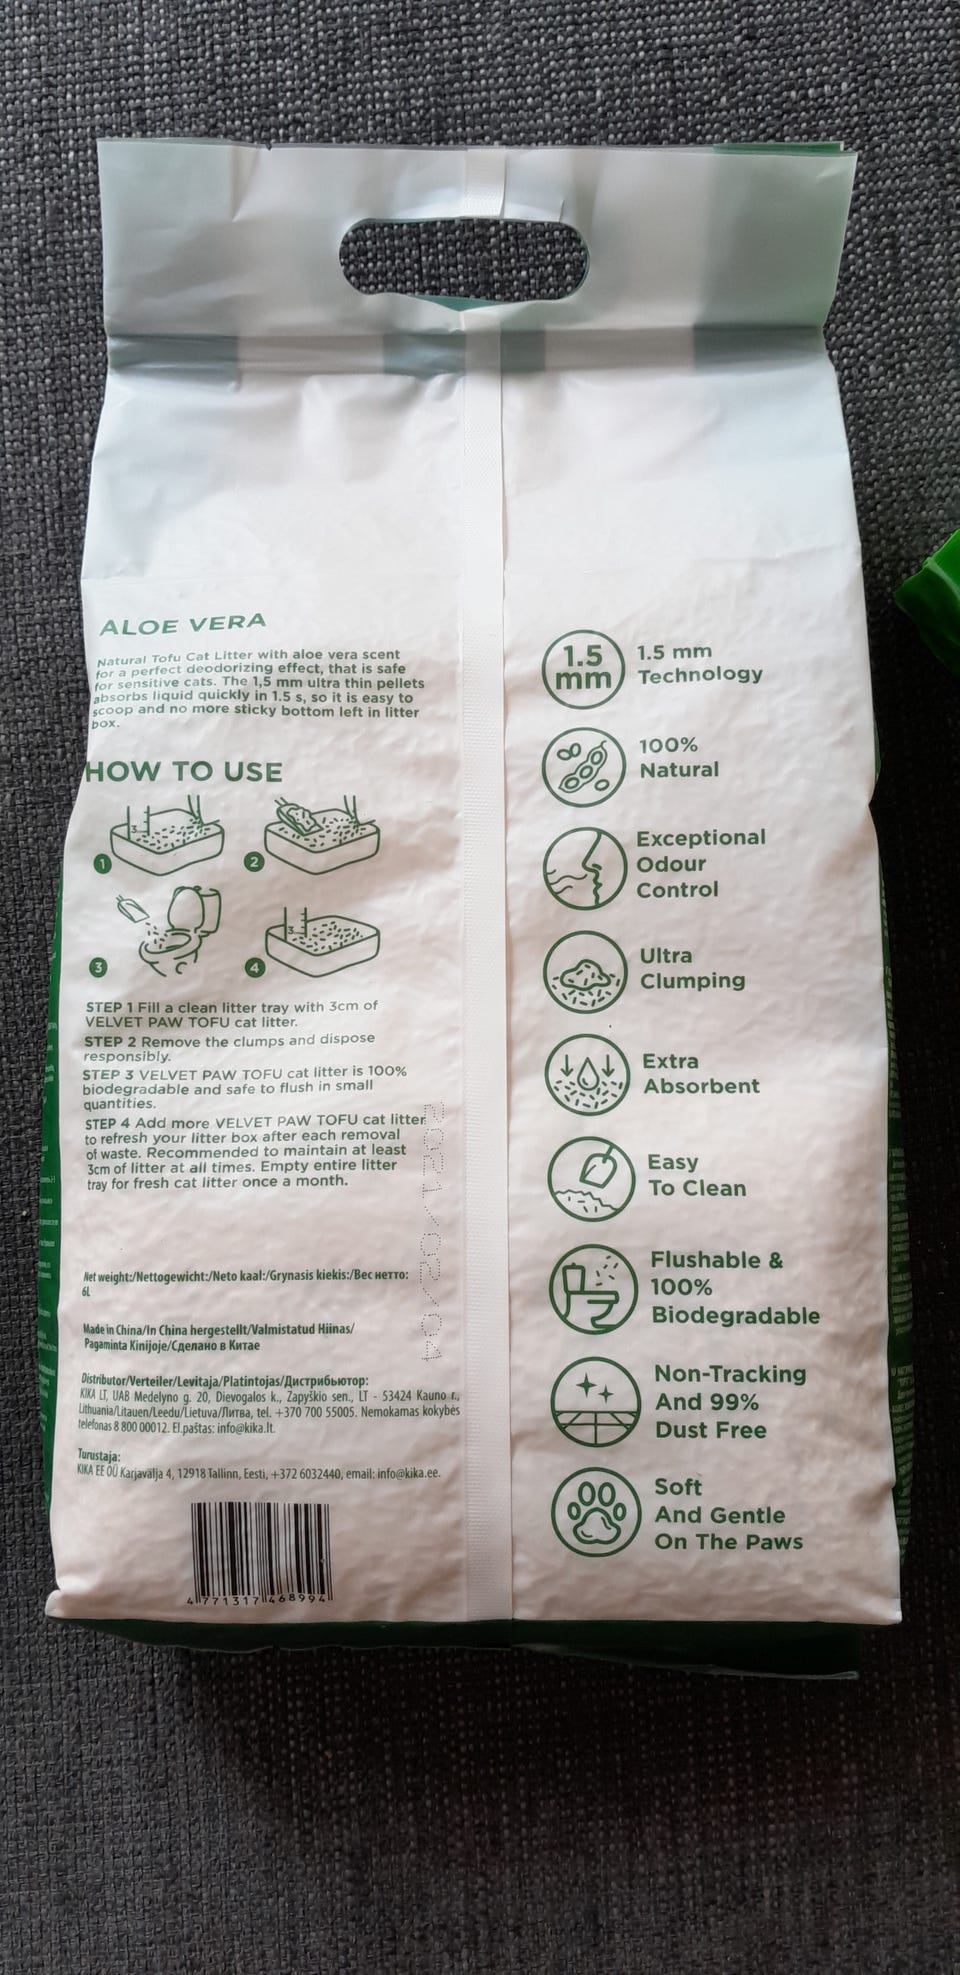 ALOE VERA
Natural Tofu Cat Litter with aloe vera scent
for a perfect deodorizing effect, that is safe
for sensitive cats. The 1,5 mm ultra thin pellets
absorbs liquid quickly in 1.5 s, so it is easy to
scoop and no more sticky bottom left in litter
box.
HOW TO USE
3
1
2
3
3
4
STEP 1 Fill a clean litter tray with 3cm of
VELVET PAW TOFU cat litter.
STEP 2 Remove the clumps and dispose
responsibly.
STEP 3 VELVET PAW TOFU cat litter is 100%
biodegradable and safe to flush in small
quantities.
STEP 4 Add more VELVET PAW TOFU cat litter
to refresh your litter box after each removal
of waste. Recommended to maintain at least
3cm of litter at all times. Empty entire litter
tray for fresh cat litter once a month.
2021/02/04
Net weight:/Nettogewicht:/Neto kaal:/Grynasis kiekis:/Вес нетто:
6L
Made in China/In China hergestellt/Valmistatud Hiinas/
Pagaminta Kinijoje/Сделано в Китае
Distributor/Verteiler/Levitaja/Platintojas/Дистрибьютор:
KIKA LT, UAB Medelyno g. 20, Dievogalos k., Zapyškio sen., LT - 53424 Kauno r.,
Lithuania/Litauen/Leedu/Lietuva/Литва, tel. +370 700 55005. Nemokamas kokybės
telefonas 8 800 00012. El.paštas: info@kika.lt.
Turustaja:
KIKA EE OÜ Karjavälja 4, 12918 Tallinn, Eesti, +372 6032440, email: info@kika.ee.
4 771317 468994
1.5
mm
1.5 mm
Technology
100%
Natural
Exceptional
Odour
Control
Ultra
Clumping
Extra
Absorbent
Easy
To Clean
Flushable &
100%
Biodegradable
Non-Tracking
And 99%
Dust Free
Soft
And Gentle
On The Paws